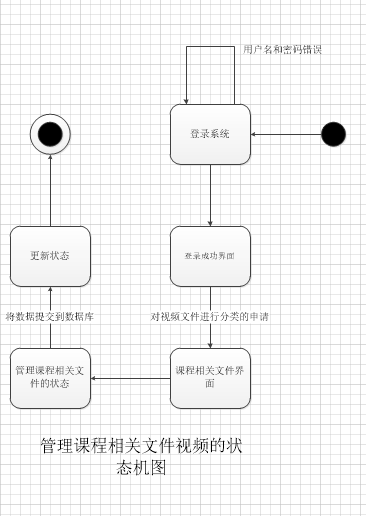 用户名和密码错误
登录系统
更新状态
登录成功界面
将数据提交到数据库
对视频文件进行分类的申请
管理课程相关文
件的状态
课程相关文件界
面
管理课程相关文件视频的状
态机图